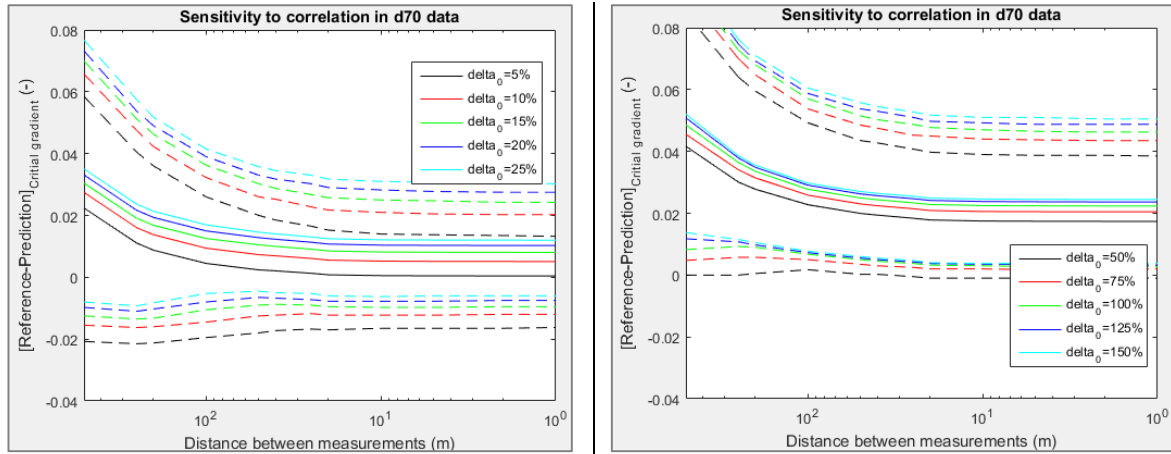 Sensitivity to correlation in d70 data
[Reference-Prediction]Critial gradient (-)
0.08
0.06
0.04
0.02
0
-0.02
-0.04
delta0=5%
delta0=10%
delta0=15%
delta0=20%
delta0=25%
10²
10¹
10⁰
Distance between measurements (m)
Sensitivity to correlation in d70 data
[Reference-Prediction]Critial gradient (-)
0.08
0.06
0.04
0.02
0
-0.02
-0.04
delta0=50%
delta0=75%
delta0=100%
delta0=125%
delta0=150%
10²
10¹
10⁰
Distance between measurements (m)